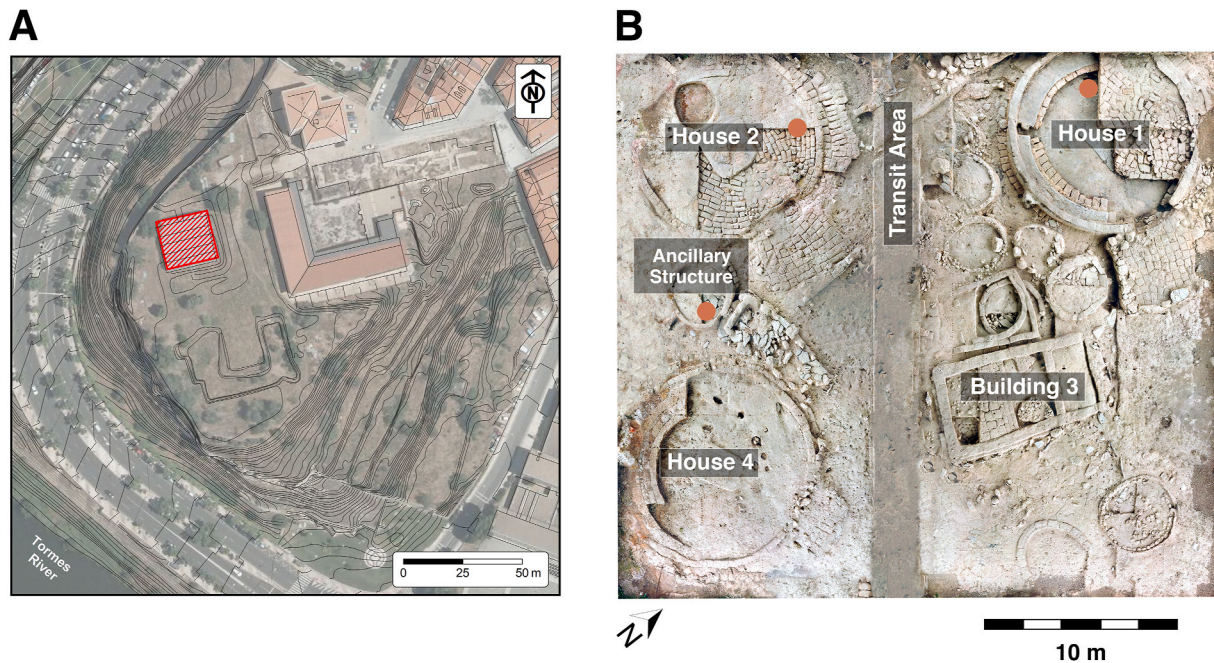 A
N
Tormes
River
0
25
50 m
B
House 2
House 1
Transit Area
Ancillary
Structure
Building 3
House 4
N
10 m